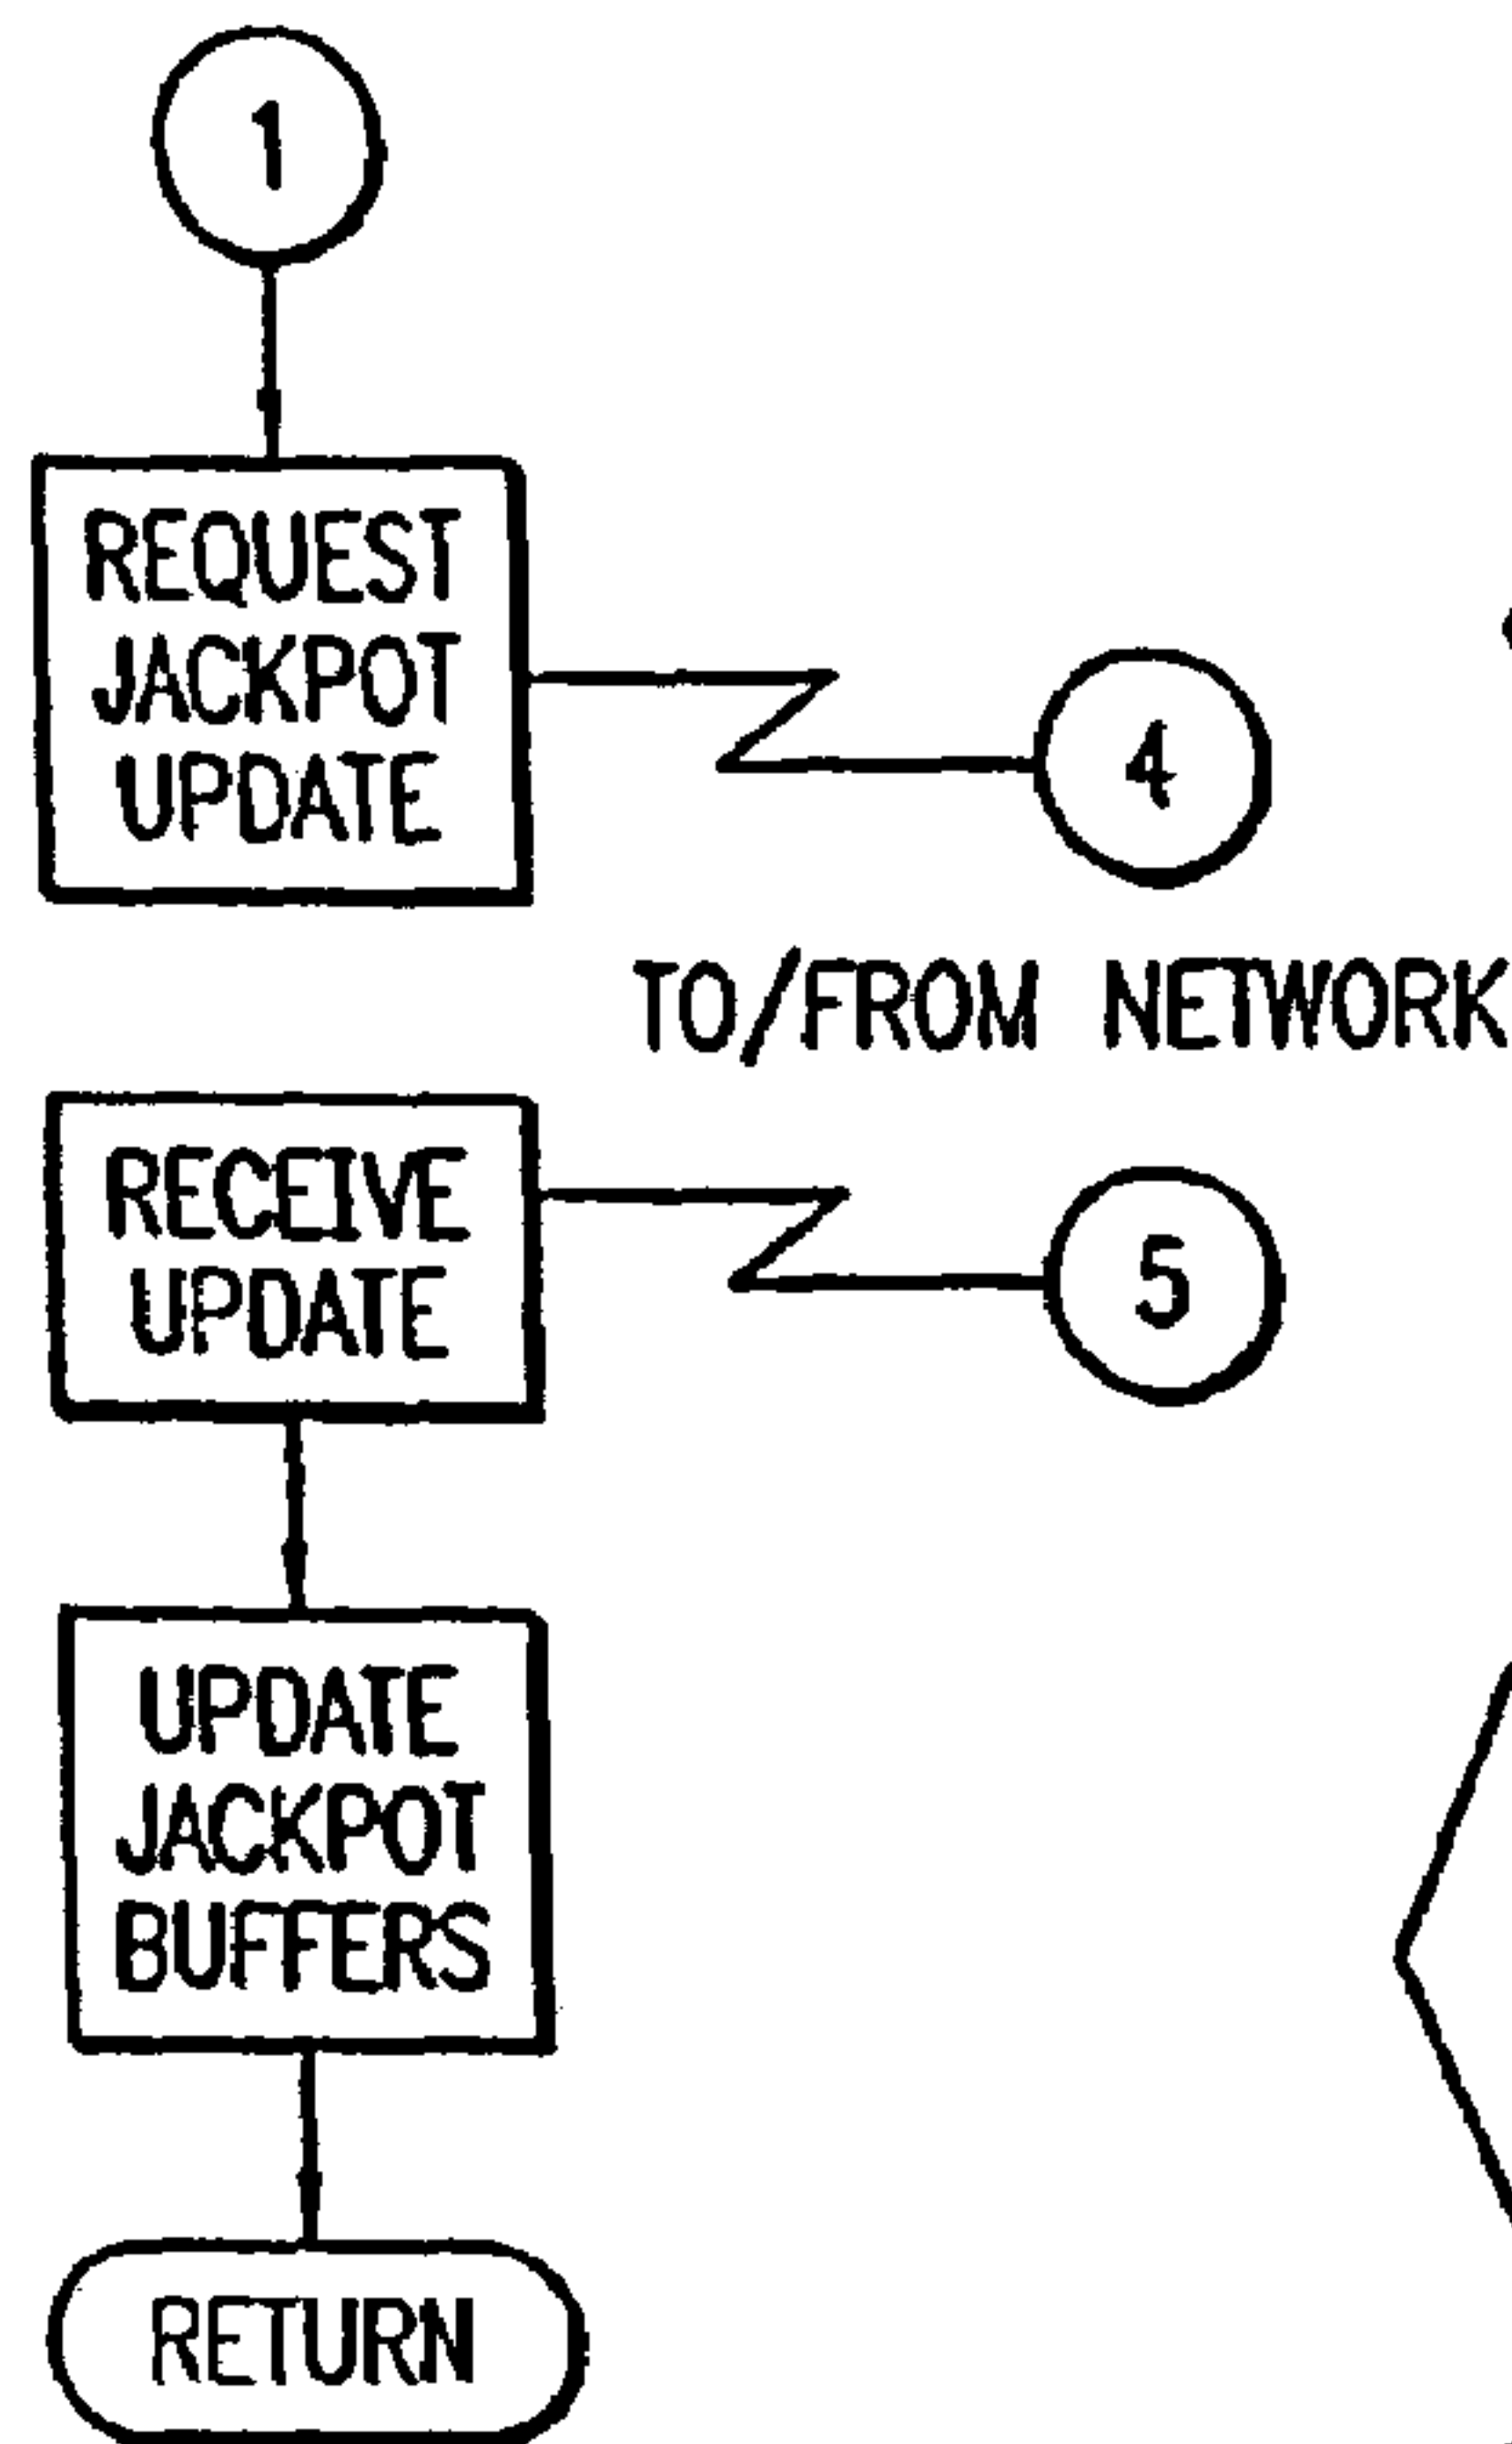 1
REQUEST
JACKPOT
UPDATE
4
TO/FROM NETWORK
RECEIVE
UPDATE
5
UPDATE
JACKPOT
BUFFERS
RETURN